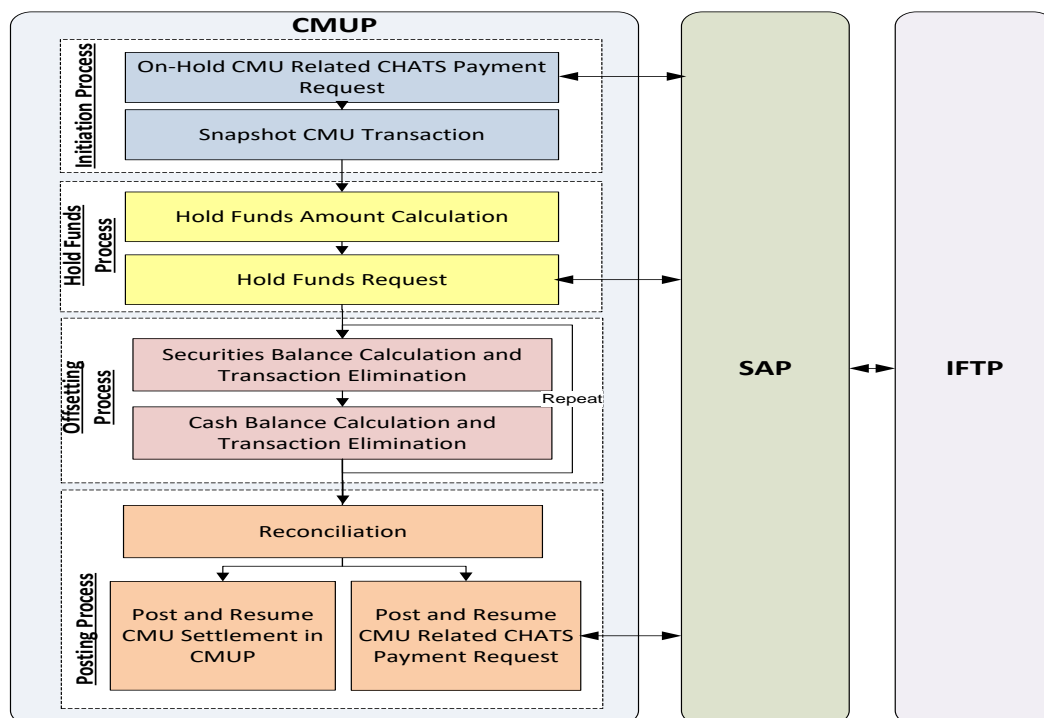 CMUP
Initiation Process
On-Hold CMU Related CHATS Payment
Request
Snapshot CMU Transaction
Hold Funds
Process
Hold Funds Amount Calculation
Hold Funds Request
Offsetting
Process
Securities Balance Calculation and
Transaction Elimination
Repeat
Cash Balance Calculation and
Transaction Elimination
Posting Process
Reconciliation
Post and Resume
CMU Settlement in
CMUP
Post and Resume
CMU Related CHATS
Payment Request
SAP
IFTP